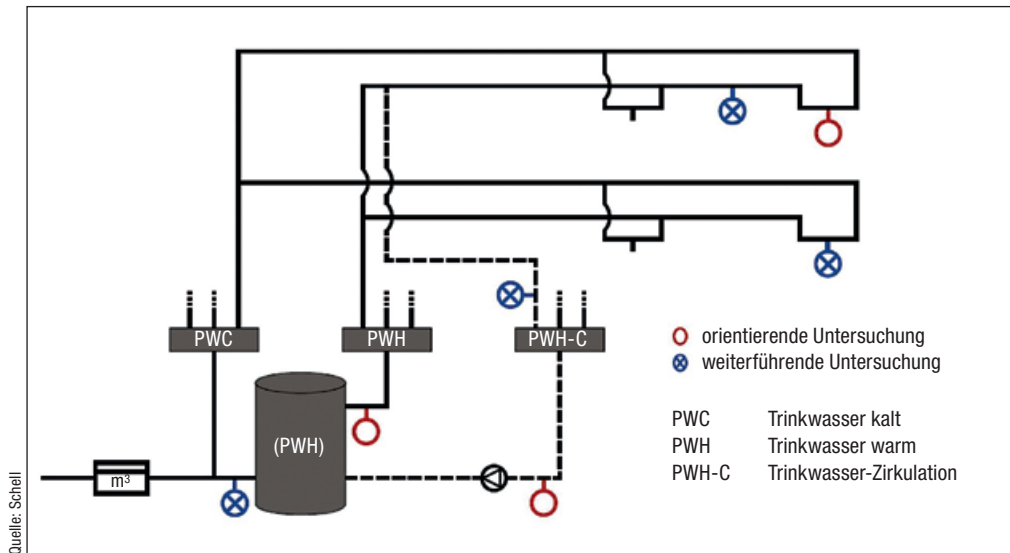 PWC
PWH
PWH-C
(PWH)
m³
orientierende Untersuchung
weiterführende Untersuchung
PWC Trinkwasser kalt
PWH Trinkwasser warm
PWH-C Trinkwasser-Zirkulation
Quelle: Schell